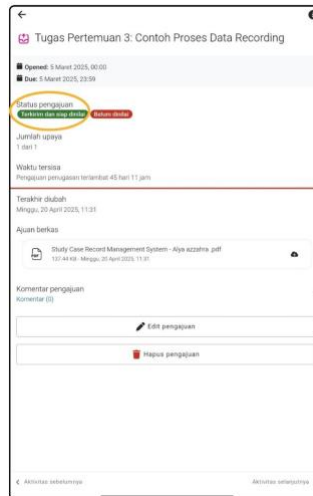 Tugas Pertemuan 3: Contoh Proses Data
Recording
Opened: 5 Maret 2025, 00:00
Due: 5 Maret 2025, 23:59
Status pengajuan
Terkirim dan siap dinilai Belum dinilai
Jumlah upaya
1 dari 1
Waktu tersisa
Pengajuan penugasan terlambat 45 hari 11 jam
Terakhir diubah
Minggu, 20 April 2025, 11:31
Ajuan berkas
PDF
Study Case Record Management System - Alya azzahra .pdf
137.44 KB · Minggu, 20 April 2025, 11:31
Komentar pengajuan
Komentar (0)
Edit pengajuan
Hapus pengajuan
Aktivitas sebelumnya Aktivitas selanjutnya